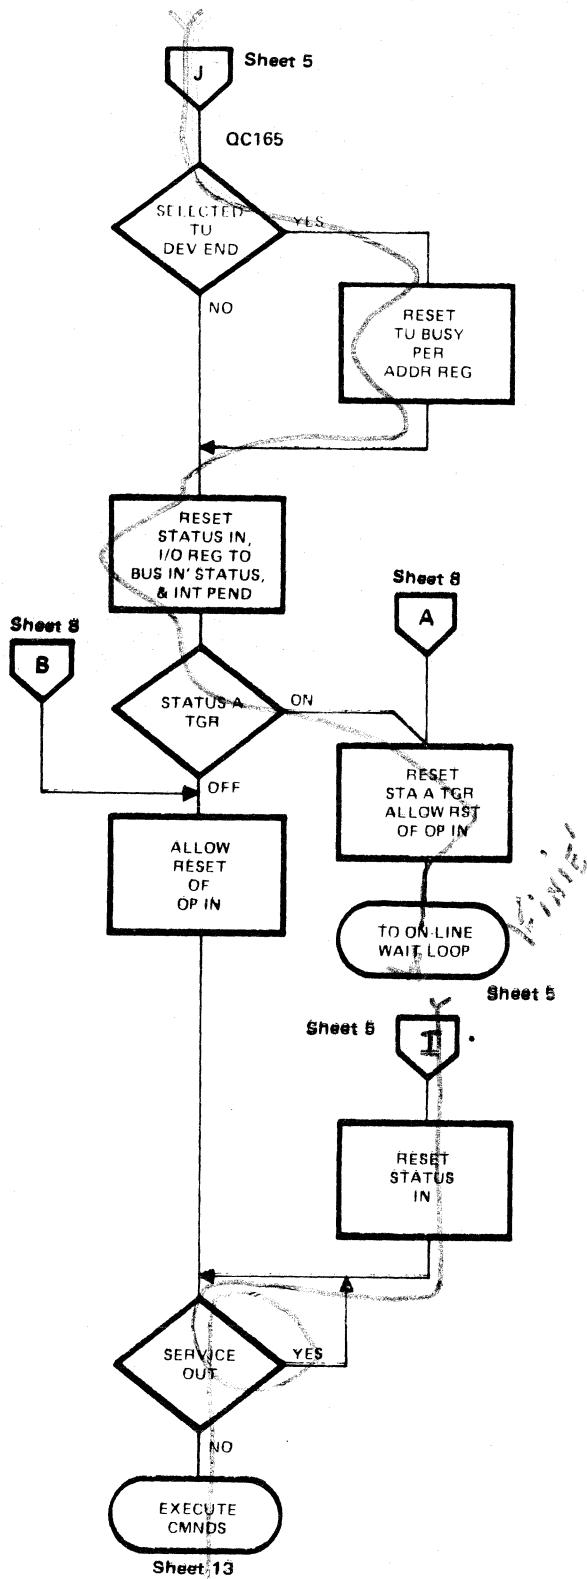 J
Sheet 5
QC165
SELECTED
TU
DEV END
YES
NO
RESET
TU BUSY
PER
ADDR REG
RESET
STATUS IN,
I/O REG TO
BUS IN' STATUS,
& INT PEND
Sheet 8
A
Sheet 8
B
STATUS A
TGR
ON
OFF
RESET
STA A TGR
ALLOW RST
OF OP IN
ALLOW
RESET
OF
OP IN
TO ON-LINE
WAIT LOOP
Sheet 5
Sheet 5
I
RESET
STATUS
IN
SERVICE
OUT
YES
NO
EXECUTE
CMNDS
Sheet 13